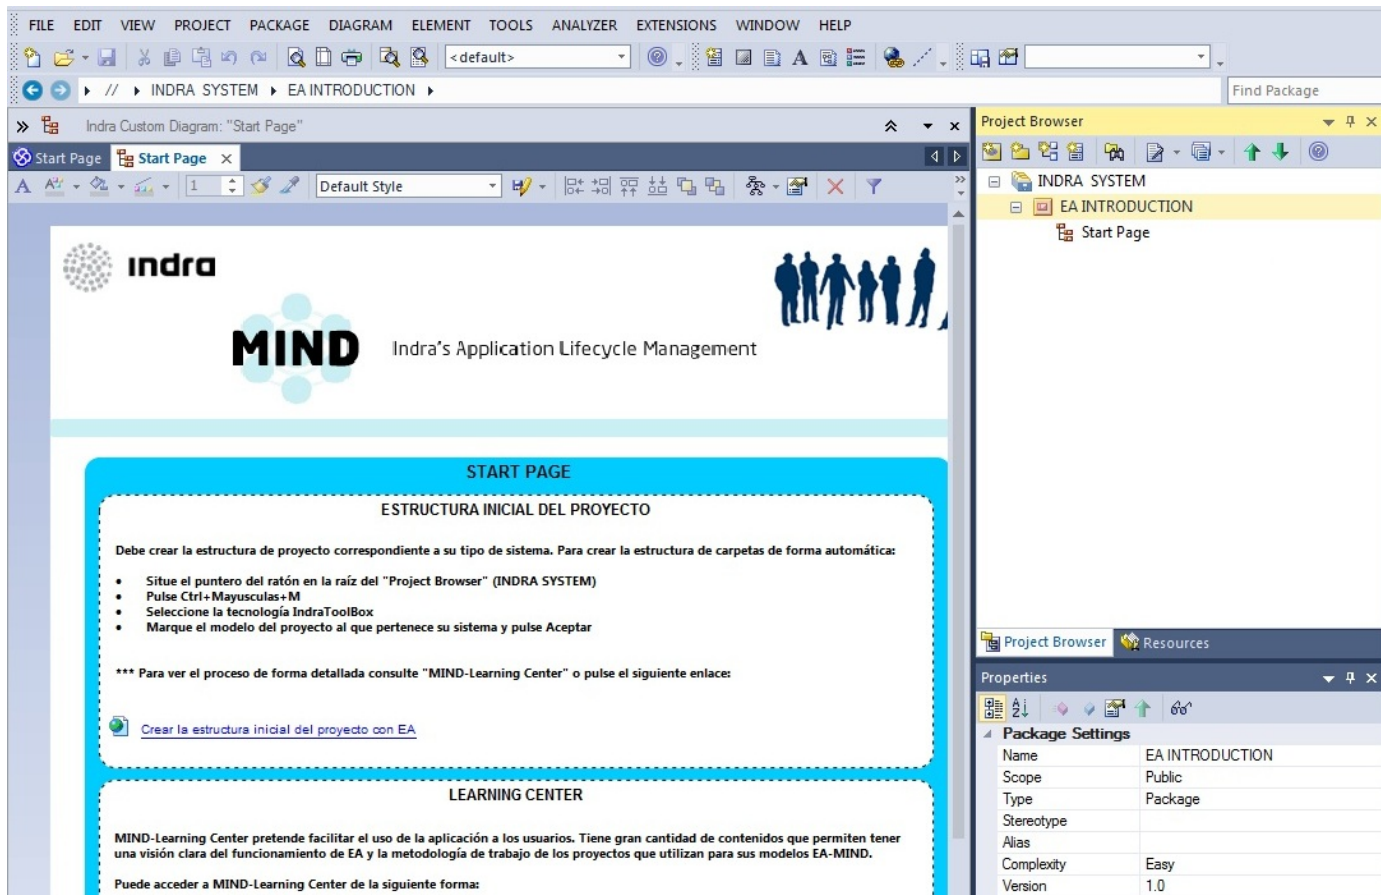 FILE EDIT VIEW PROJECT PACKAGE DIAGRAM ELEMENT TOOLS ANALYZER EXTENSIONS WINDOW HELP
<default>
// INDRA SYSTEM EA INTRODUCTION
Find Package
Indra Custom Diagram: "Start Page"
Start Page Start Page
1 Default Style
indra
MIND Indra's Application Lifecycle Management
START PAGE
ESTRUCTURA INICIAL DEL PROYECTO
Debe crear la estructura de proyecto correspondiente a su tipo de sistema. Para crear la estructura de carpetas de forma automática:
• Situe el puntero del ratón en la raíz del "Project Browser" (INDRA SYSTEM)
• Pulse Ctrl+Mayusculas+M
• Seleccione la tecnología IndraToolBox
• Marque el modelo del proyecto al que pertenece su sistema y pulse Aceptar
*** Para ver el proceso de forma detallada consulte "MIND-Learning Center" o pulse el siguiente enlace:
Crear la estructura inicial del proyecto con EA
LEARNING CENTER
MIND-Learning Center pretende facilitar el uso de la aplicación a los usuarios. Tiene gran cantidad de contenidos que permiten tener
una visión clara del funcionamiento de EA y la metodología de trabajo de los proyectos que utilizan para sus modelos EA-MIND.
Puede acceder a MIND-Learning Center de la siguiente forma:
Project Browser
INDRA SYSTEM
EA INTRODUCTION
Start Page
Project Browser Resources
Properties
Package Settings
Name EA INTRODUCTION
Scope Public
Type Package
Stereotype
Alias
Complexity Easy
Version 1.0